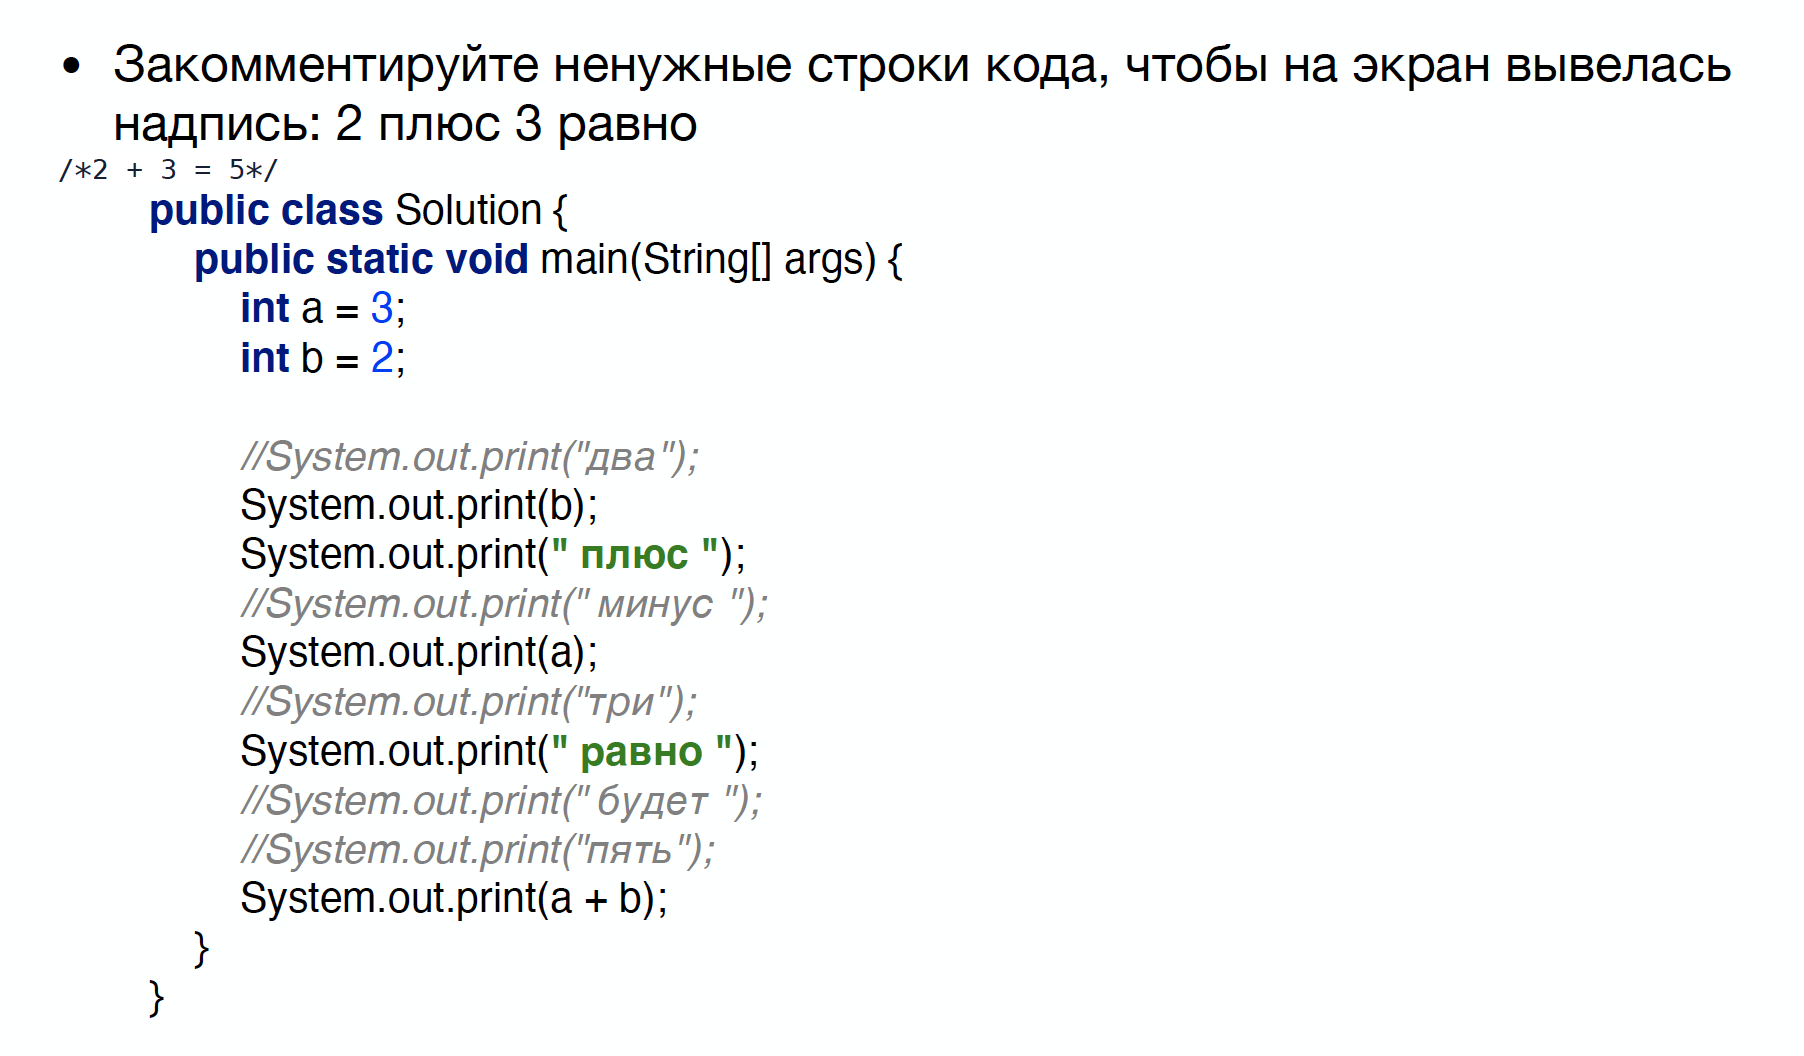 • Закомментируйте ненужные строки кода, чтобы на экран вывелась
надпись: 2 плюс 3 равно
/*2 + 3 = 5*/
public class Solution {
public static void main(String[] args) {
int a = 3;
int b = 2;
//System.out.print("два");
System.out.print(b);
System.out.print(" плюс ");
//System.out.print(" минус ");
System.out.print(a);
//System.out.print("три");
System.out.print(" равно ");
//System.out.print(" будет ");
//System.out.print("пять");
System.out.print(a + b);
}
}